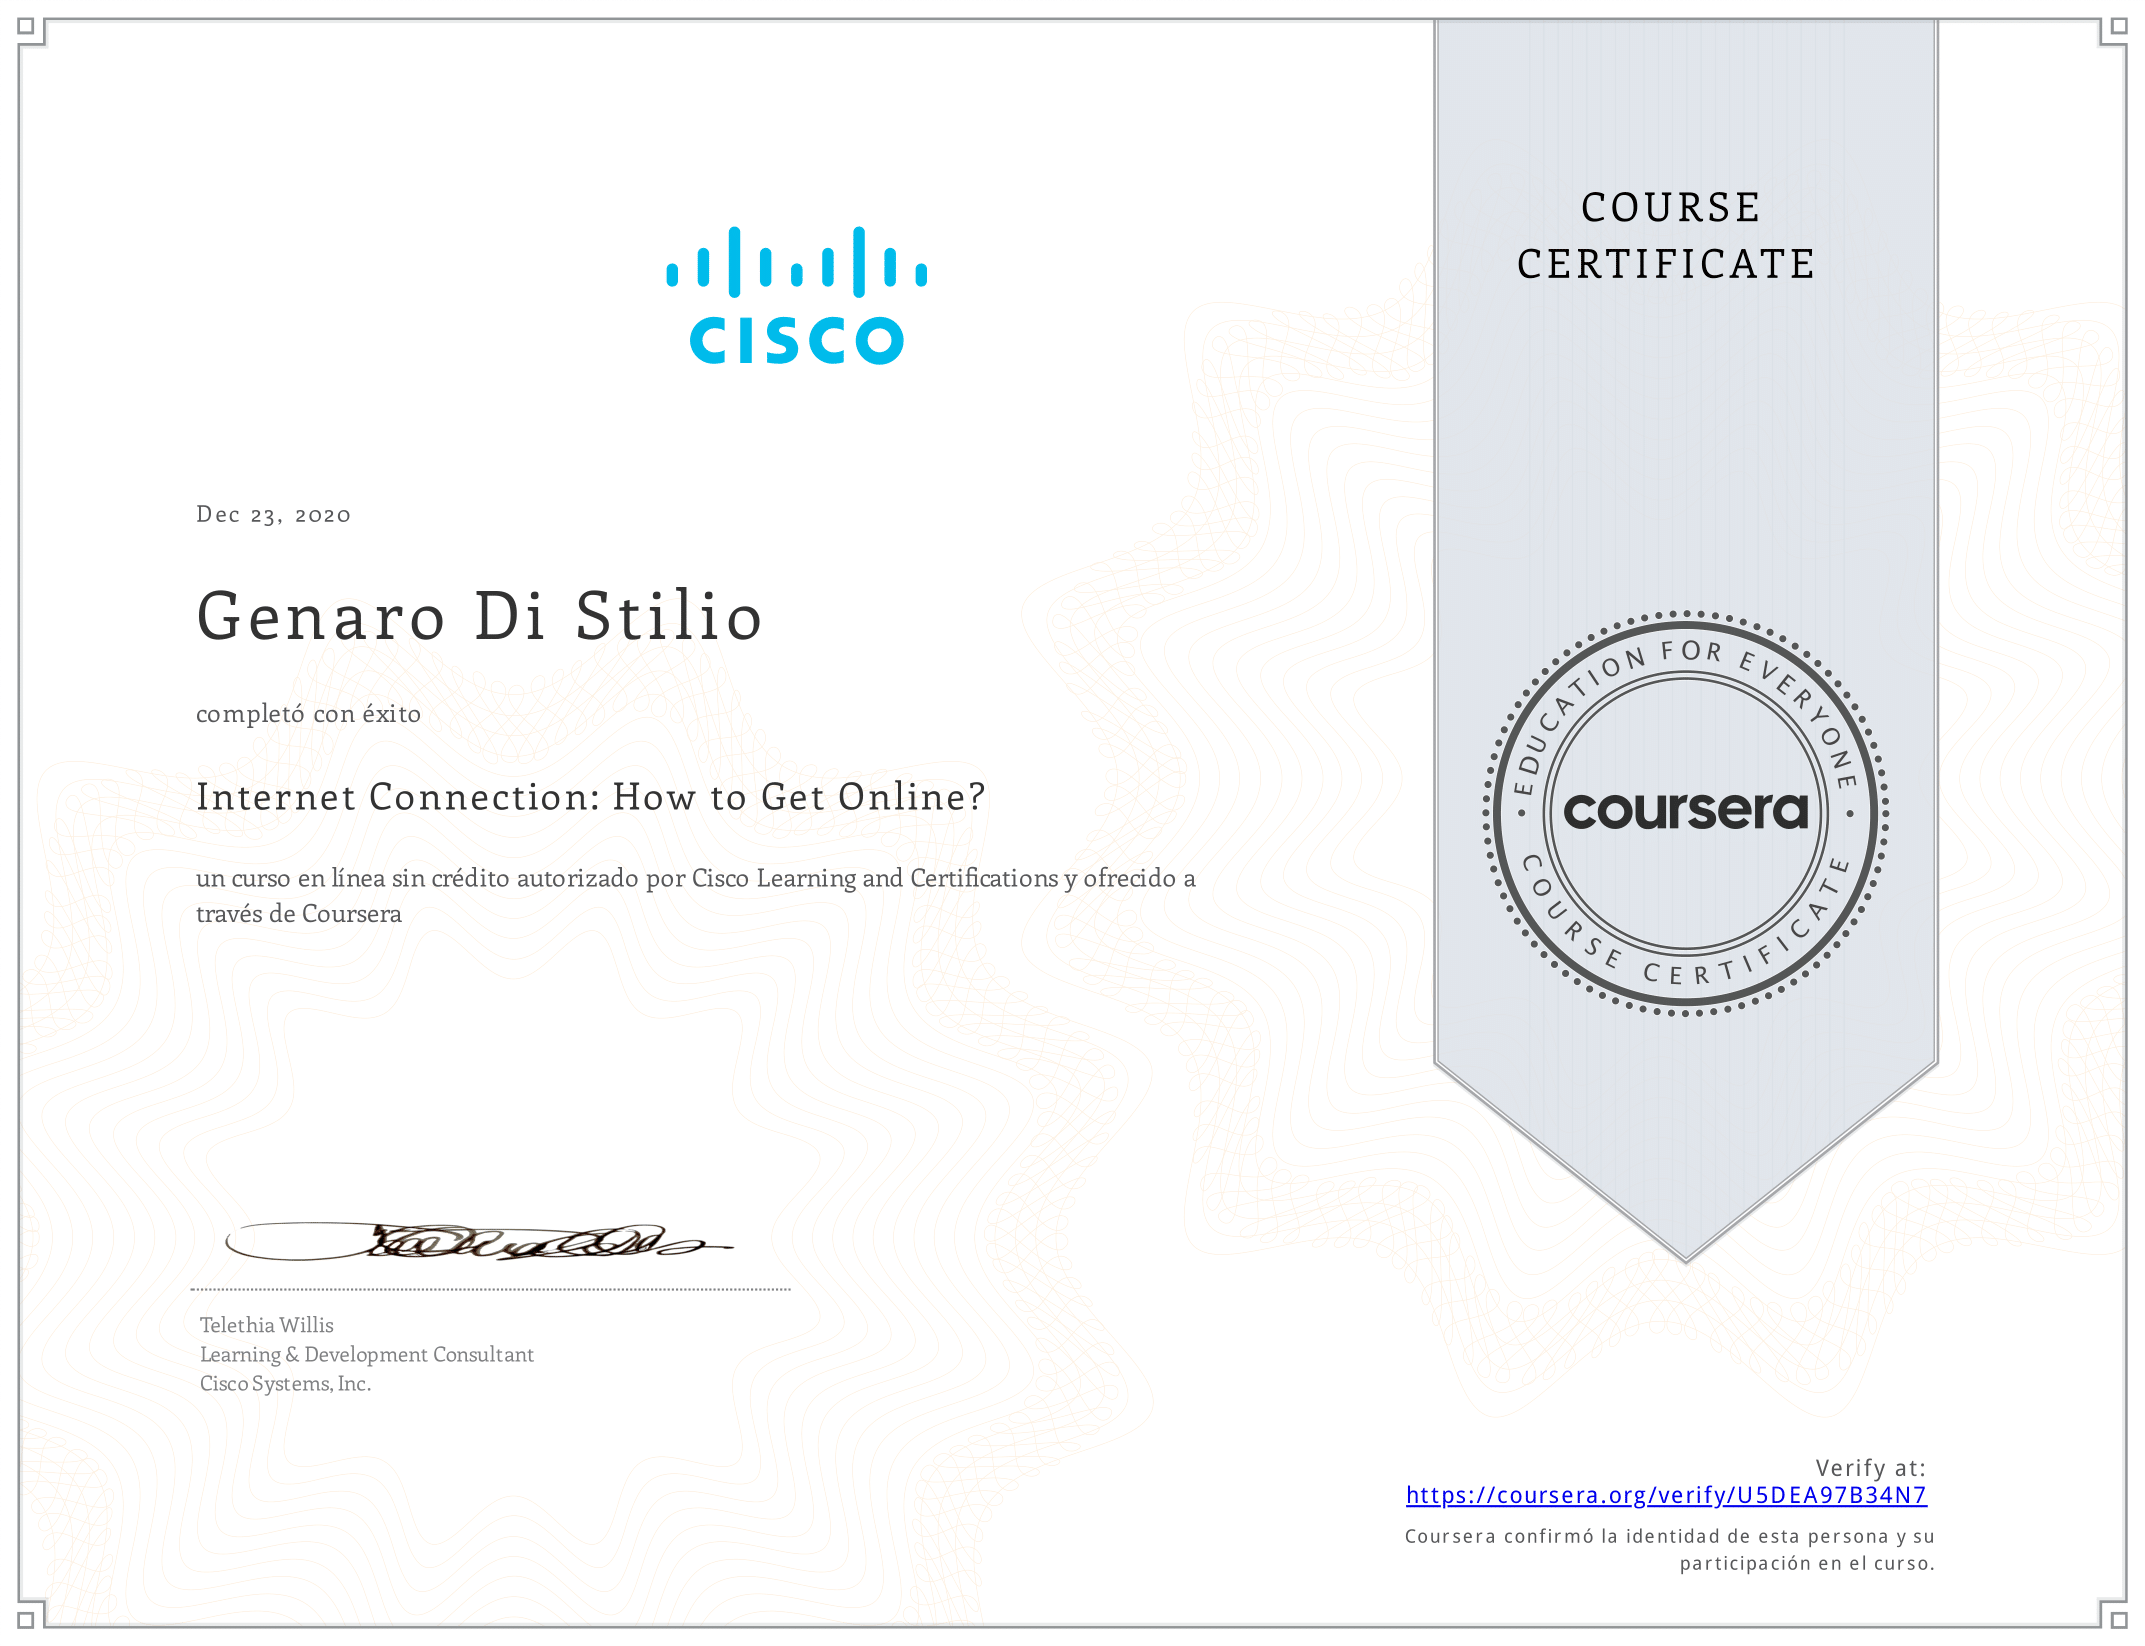 CISCO
Dec 23, 2020
Genaro Di Stilio
completó con éxito
Internet Connection: How to Get Online?
un curso en línea sin crédito autorizado por Cisco Learning and Certifications y ofrecido a
través de Coursera
Telethia Willis
Learning & Development Consultant
Cisco Systems, Inc.
COURSE
CERTIFICATE
EDUCATION FOR EVERYONE
coursera
COURSE CERTIFICATE
Verify at:
https://coursera.org/verify/U5DEA97B34N7
Coursera confirmó la identidad de esta persona y su
participación en el curso.